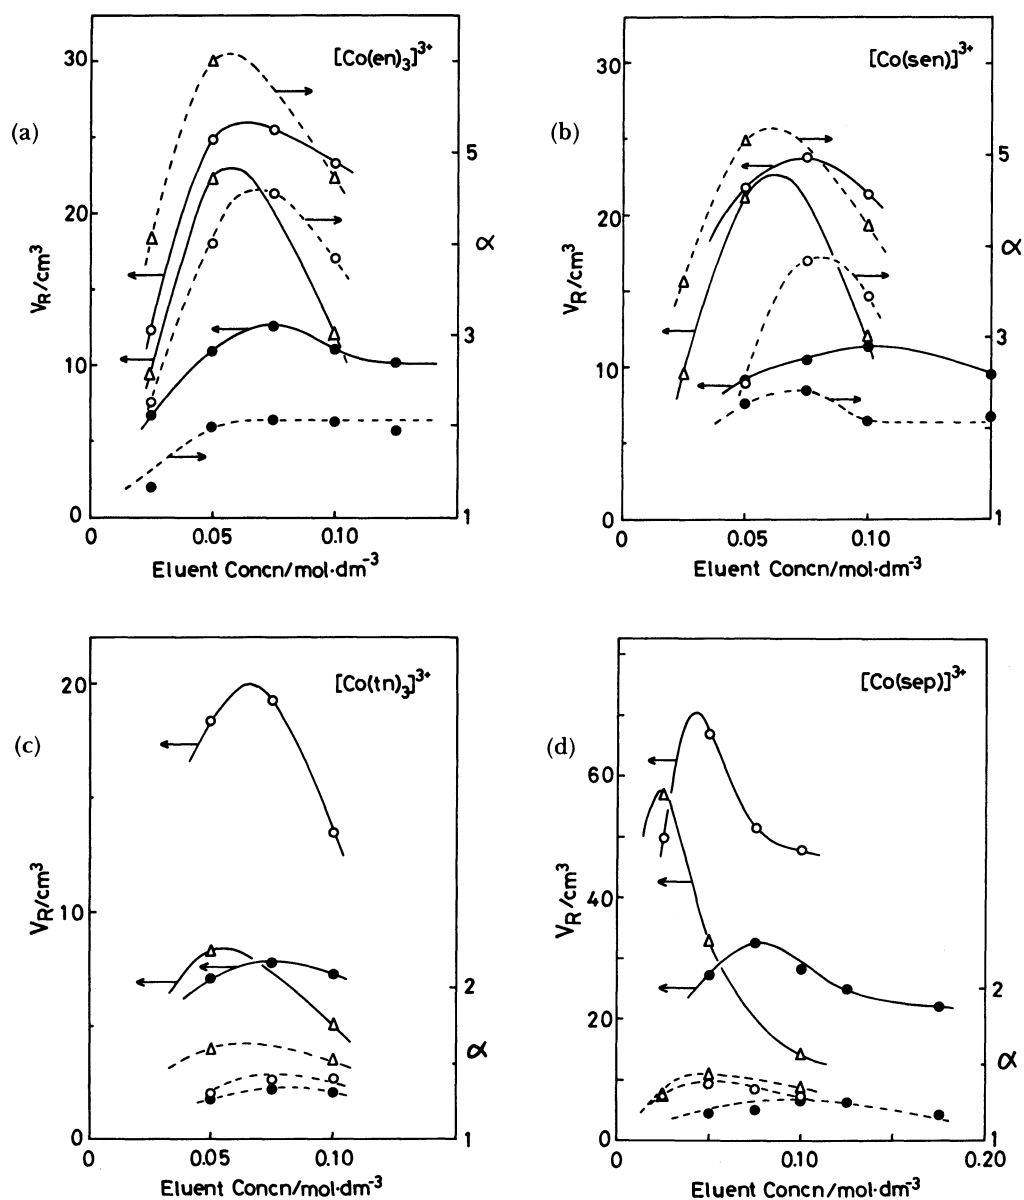 (a)
[Co(en)₃]³⁺
30
20
10
0
V_R/cm³
5
3
1
α
0
0.05
0.10
Eluent Concn/mol·dm⁻³
(b)
[Co(sen)]³⁺
30
20
10
0
V_R/cm³
5
3
1
α
0
0.05
0.10
Eluent Concn/mol·dm⁻³
(c)
[Co(tn)₃]³⁺
20
10
V_R/cm³
2
1
α
0
0.05
0.10
Eluent Concn/mol·dm⁻³
(d)
[Co(sep)]³⁺
60
40
20
0
V_R/cm³
2
1
α
0
0.10
0.20
Eluent Concn/mol·dm⁻³